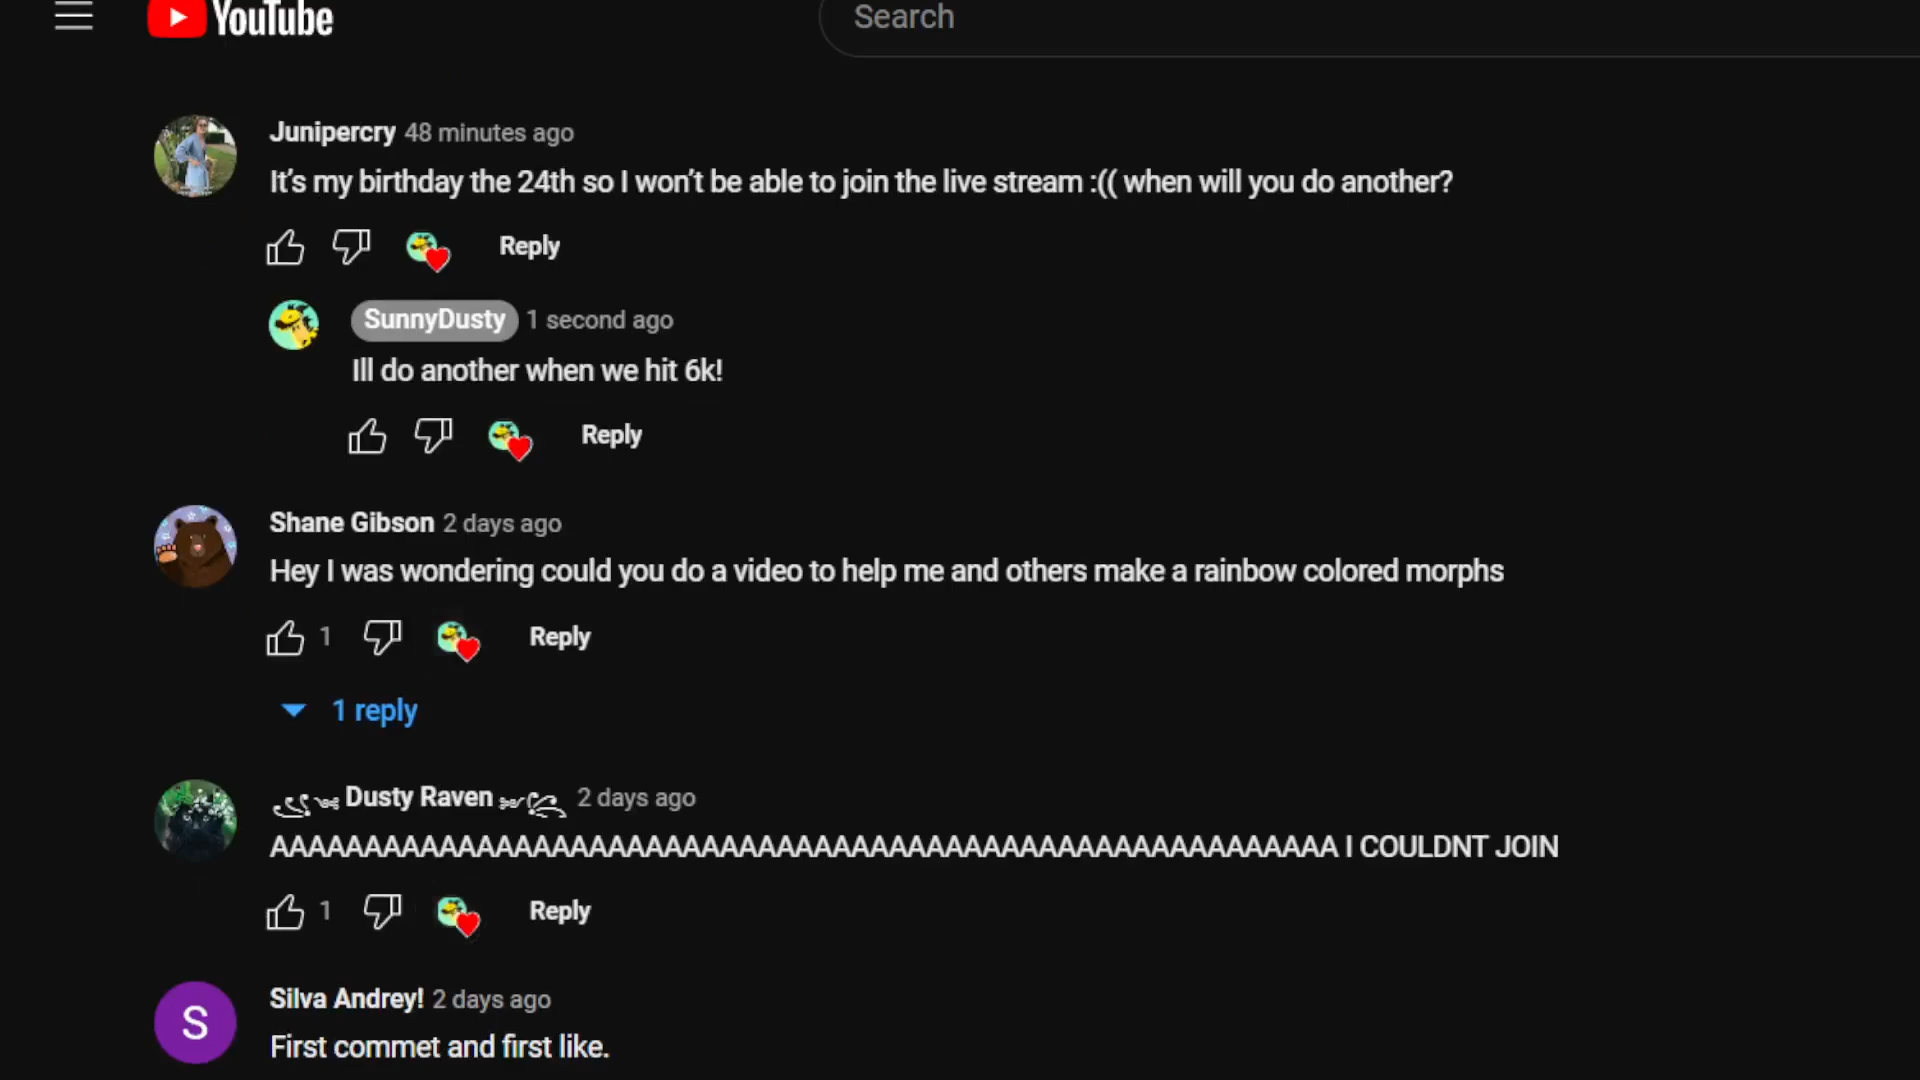 YouTube
Search
Junipercry 48 minutes ago
It's my birthday the 24th so I won't be able to join the live stream :(( when will you do another?
Reply
SunnyDusty 1 second ago
Ill do another when we hit 6k!
Reply
Shane Gibson 2 days ago
Hey I was wondering could you do a video to help me and others make a rainbow colored morphs
1 Reply
1 reply
Dusty Raven 2 days ago
AAAAAAAAAAAAAAAAAAAAAAAAAAAAAAAAAAAAAAAAAAAAAAAAAAAAAAAAA I COULDNT JOIN
1 Reply
S
Silva Andrey! 2 days ago
First commet and first like.